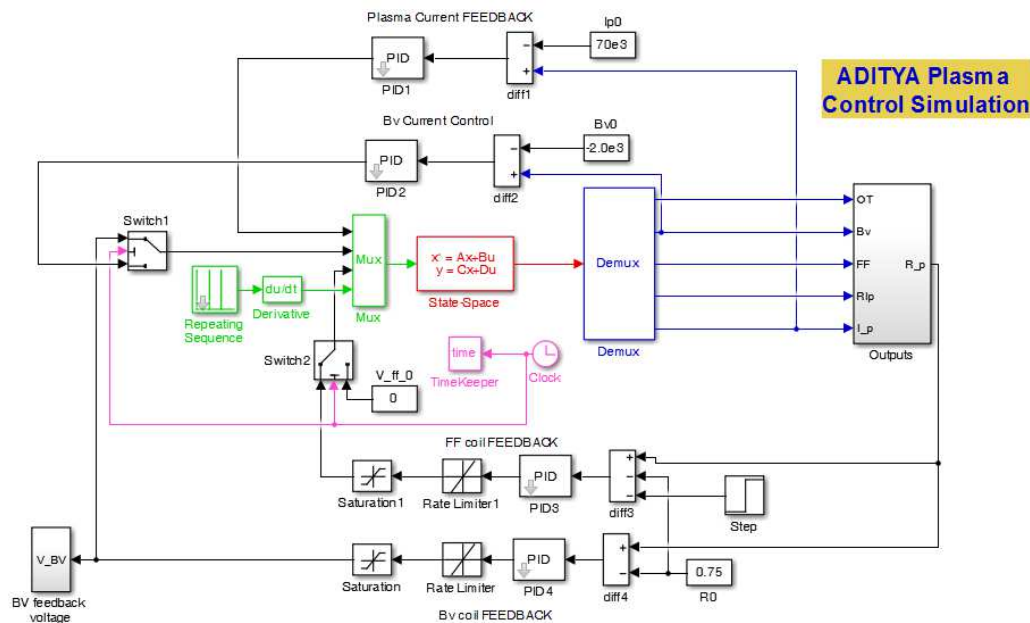 Plasma Current FEEDBACK
Ip0
70e3
PID
PID1
−
+
diff1
ADITYA Plasma
Control Simulation
Bv Current Control
Bv0
-2.0e3
PID
PID2
−
+
diff2
Switch1
Mux
Mux
x' = Ax+Bu
y = Cx+Du
State-Space
Demux
Demux
OT
Bv
FF
RIp
I_p
R_p
Outputs
du/dt
Derivative
Repeating
Sequence
Switch2
V_ff_0
0
time
TimeKeeper
Clock
FF coil FEEDBACK
Saturation1
Rate Limiter1
PID
PID3
+
−
−
diff3
Step
V_BV
BV feedback
voltage
Saturation
Rate Limiter
PID
PID4
+
−
diff4
0.75
R0
Bv coil FEEDBACK